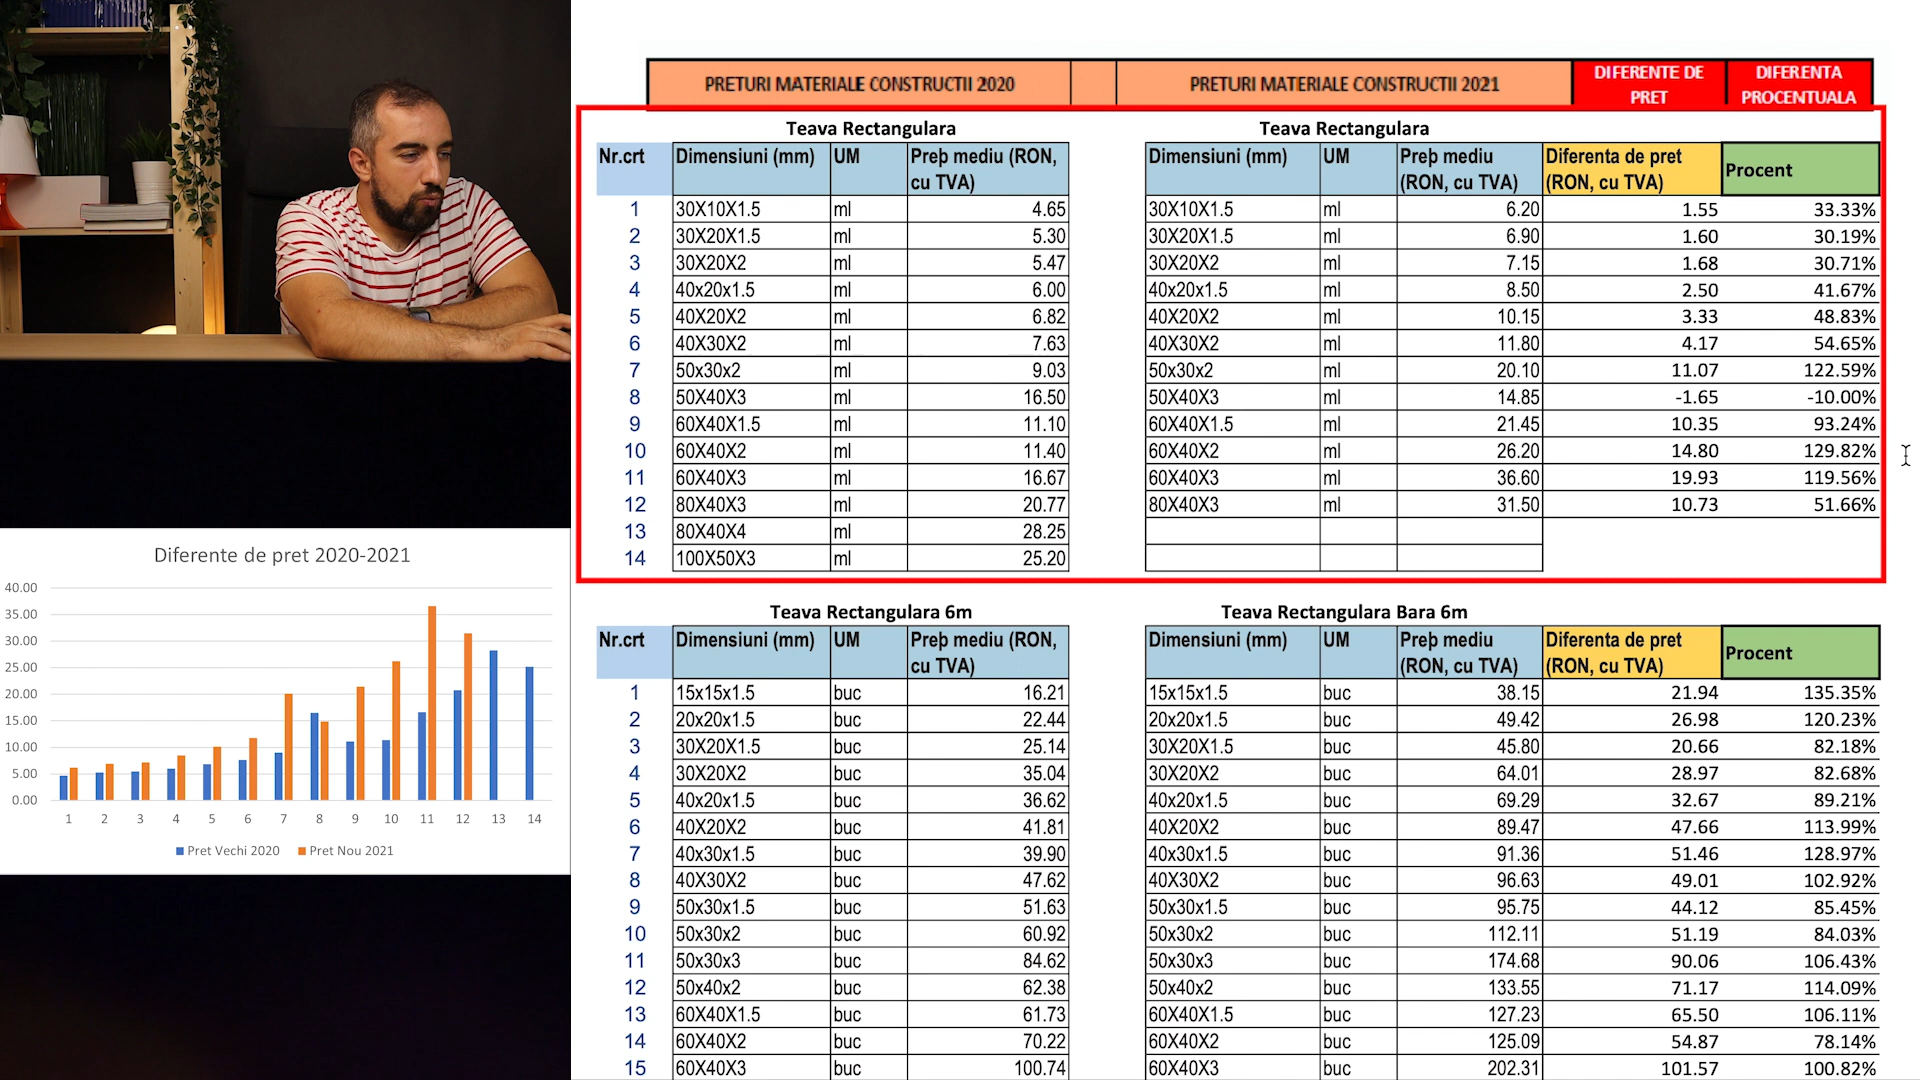 PRETURI MATERIALE CONSTRUCTII 2020 PRETURI MATERIALE CONSTRUCTII 2021 DIFERENTE DE PRET DIFERENTA PROCENTUALA
Teava Rectangulara Teava Rectangulara
Nr.crt Dimensiuni (mm) UM Preþ mediu (RON, cu TVA) Dimensiuni (mm) UM Preþ mediu (RON, cu TVA) Diferenta de pret (RON, cu TVA) Procent
1 30X10X1.5 ml 4.65 30X10X1.5 ml 6.20 1.55 33.33%
2 30X20X1.5 ml 5.30 30X20X1.5 ml 6.90 1.60 30.19%
3 30X20X2 ml 5.47 30X20X2 ml 7.15 1.68 30.71%
4 40x20x1.5 ml 6.00 40x20x1.5 ml 8.50 2.50 41.67%
5 40X20X2 ml 6.82 40X20X2 ml 10.15 3.33 48.83%
6 40X30X2 ml 7.63 40X30X2 ml 11.80 4.17 54.65%
7 50x30x2 ml 9.03 50x30x2 ml 20.10 11.07 122.59%
8 50X40X3 ml 16.50 50X40X3 ml 14.85 -1.65 -10.00%
9 60X40X1.5 ml 11.10 60X40X1.5 ml 21.45 10.35 93.24%
10 60X40X2 ml 11.40 60X40X2 ml 26.20 14.80 129.82%
11 60X40X3 ml 16.67 60X40X3 ml 36.60 19.93 119.56%
12 80X40X3 ml 20.77 80X40X3 ml 31.50 10.73 51.66%
13 80X40X4 ml 28.25
14 100X50X3 ml 25.20
Teava Rectangulara 6m Teava Rectangulara Bara 6m
Nr.crt Dimensiuni (mm) UM Preþ mediu (RON, cu TVA) Dimensiuni (mm) UM Preþ mediu (RON, cu TVA) Diferenta de pret (RON, cu TVA) Procent
1 15x15x1.5 buc 16.21 15x15x1.5 buc 38.15 21.94 135.35%
2 20x20x1.5 buc 22.44 20x20x1.5 buc 49.42 26.98 120.23%
3 30X20X1.5 buc 25.14 30X20X1.5 buc 45.80 20.66 82.18%
4 30X20X2 buc 35.04 30X20X2 buc 64.01 28.97 82.68%
5 40x20x1.5 buc 36.62 40x20x1.5 buc 69.29 32.67 89.21%
6 40X20X2 buc 41.81 40X20X2 buc 89.47 47.66 113.99%
7 40x30x1.5 buc 39.90 40x30x1.5 buc 91.36 51.46 128.97%
8 40X30X2 buc 47.62 40X30X2 buc 96.63 49.01 102.92%
9 50x30x1.5 buc 51.63 50x30x1.5 buc 95.75 44.12 85.45%
10 50x30x2 buc 60.92 50x30x2 buc 112.11 51.19 84.03%
11 50x30x3 buc 84.62 50x30x3 buc 174.68 90.06 106.43%
12 50x40x2 buc 62.38 50x40x2 buc 133.55 71.17 114.09%
13 60X40X1.5 buc 61.73 60X40X1.5 buc 127.23 65.50 106.11%
14 60X40X2 buc 70.22 60X40X2 buc 125.09 54.87 78.14%
15 60X40X3 buc 100.74 60X40X3 buc 202.31 101.57 100.82%
Diferente de pret 2020-2021
40.00
35.00
30.00
25.00
20.00
15.00
10.00
5.00
0.00
1 2 3 4 5 6 7 8 9 10 11 12 13 14
Pret Vechi 2020 Pret Nou 2021